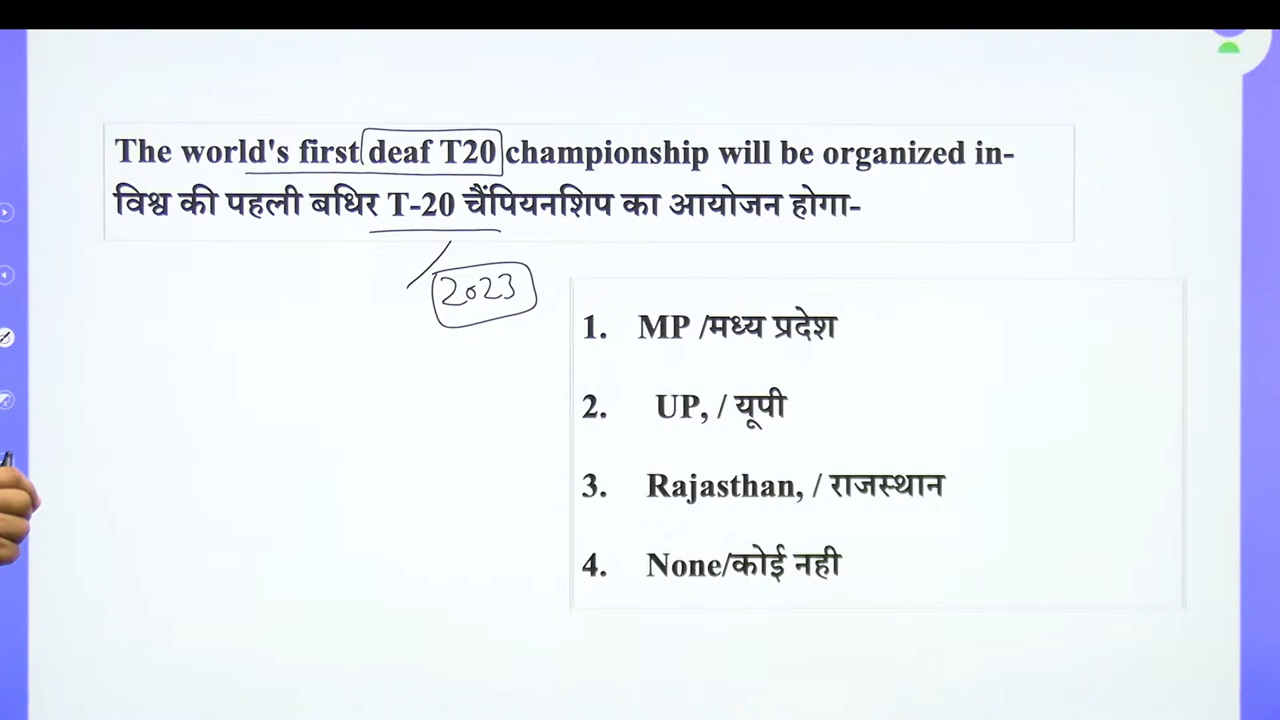 The world's first deaf T20 championship will be organized in-
विश्व की पहली बधिर T-20 चैंपियनशिप का आयोजन होगा-
2023
1. MP /मध्य प्रदेश
2. UP, / यूपी
3. Rajasthan, / राजस्थान
4. None/कोई नही